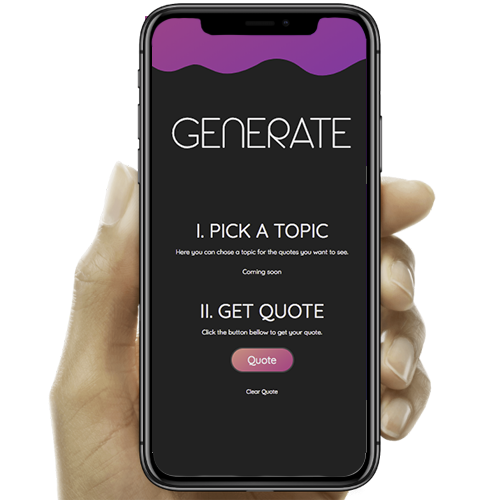 GENERATE
I. PICK A TOPIC
Here you can chose a topic for the quotes you want to see.
Coming soon
II. GET QUOTE
Click the button bellow to get your quote.
Quote
Clear Quote